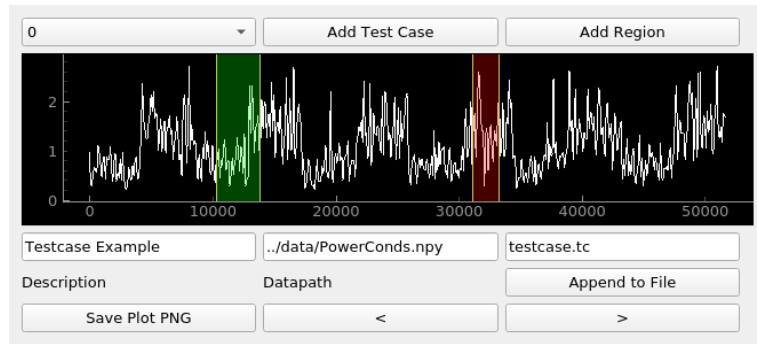 0 Add Test Case Add Region
2
1
0
0 10000 20000 30000 40000 50000
Testcase Example ../data/PowerConds.npy testcase.tc
Description Datapath Append to File
Save Plot PNG < >